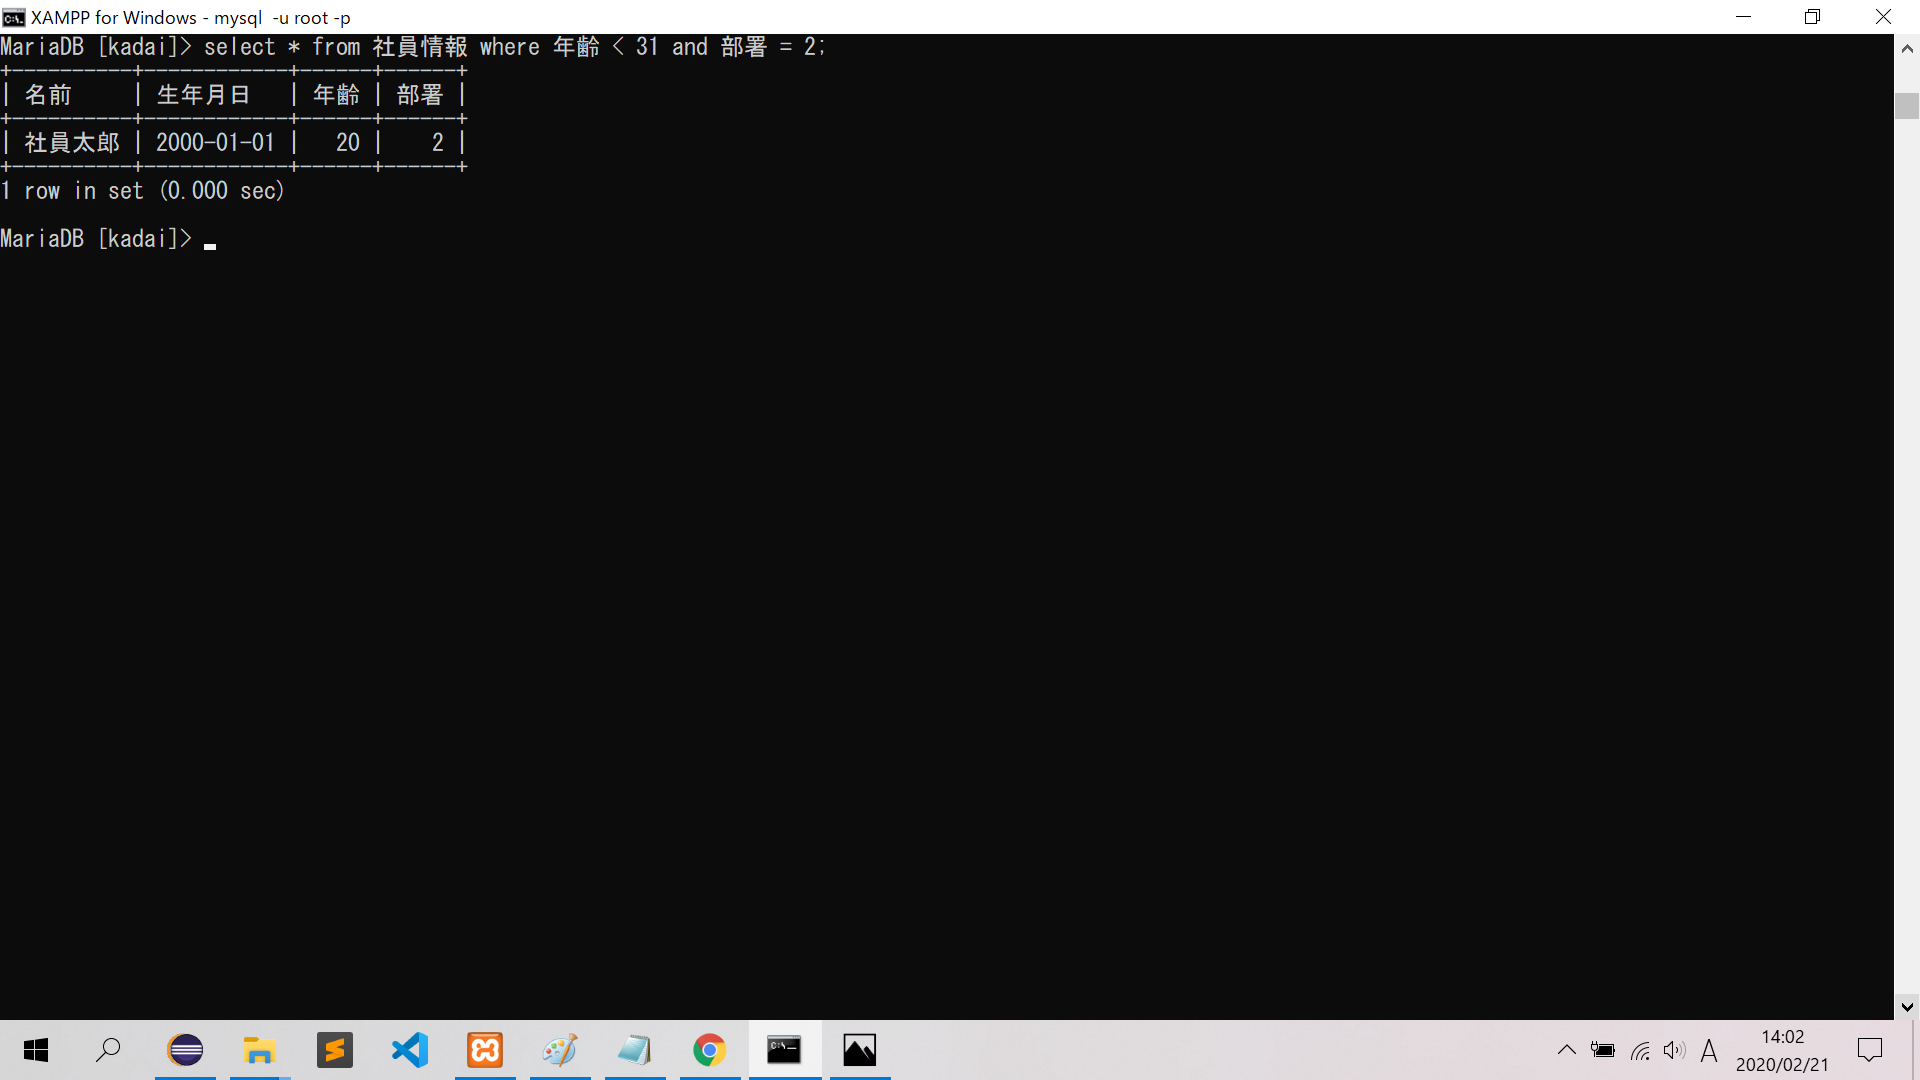 XAMPP for Windows - mysql  -u root -p
MariaDB [kadai]> select * from 社員情報 where 年齢 < 31 and 部署 = 2;
+----------+------------+------+------+
| 名前     | 生年月日   | 年齢 | 部署 |
+----------+------------+------+------+
| 社員太郎 | 2000-01-01 |   20 |    2 |
+----------+------------+------+------+
1 row in set (0.000 sec)
MariaDB [kadai]>
A
14:02
2020/02/21